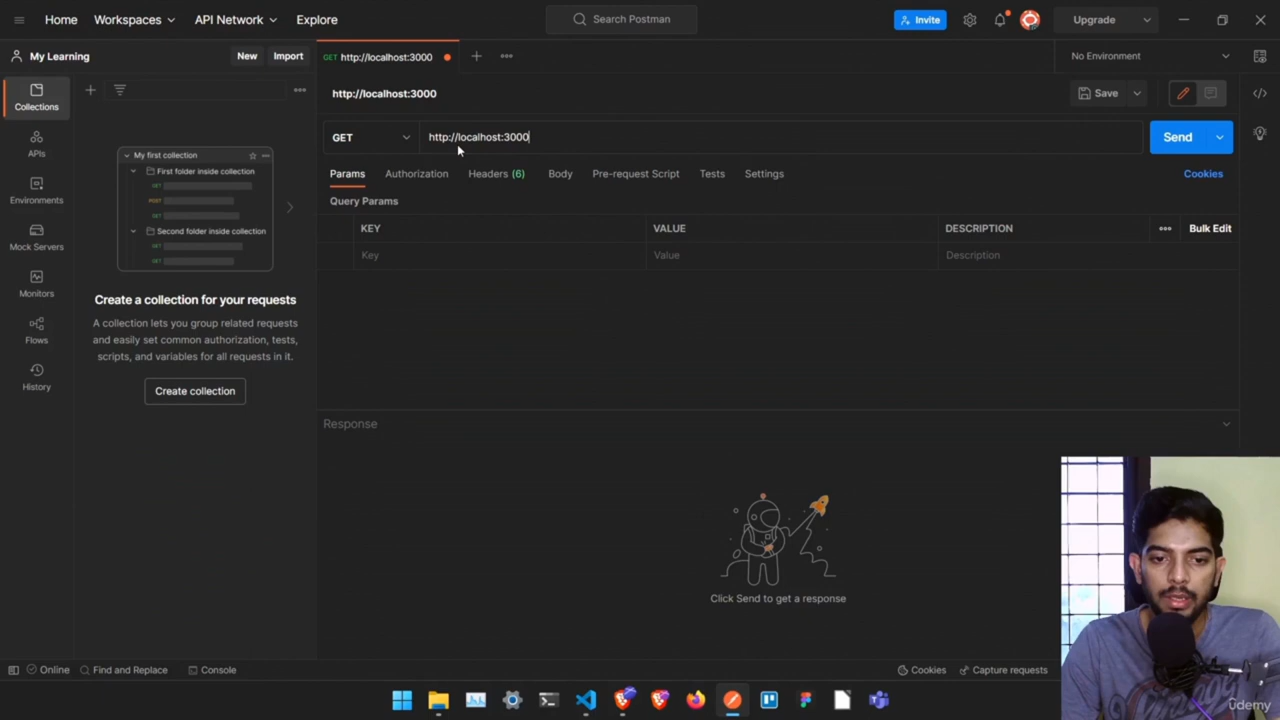 Home Workspaces API Network Explore Search Postman Invite Upgrade
My Learning New Import GET http://localhost:3000 No Environment
Collections
APIs
Environments
Mock Servers
Monitors
Flows
History
My first collection
First folder inside collection
GET
POST
GET
Second folder inside collection
GET
GET
Create a collection for your requests
A collection lets you group related requests
and easily set common authorization, tests,
scripts, and variables for all requests in it.
Create collection
http://localhost:3000 Save
GET http://localhost:3000 Send
Params Authorization Headers (6) Body Pre-request Script Tests Settings Cookies
Query Params
KEY VALUE DESCRIPTION Bulk Edit
Key Value Description
Response
Click Send to get a response
Online Find and Replace Console Cookies Capture requests
udemy